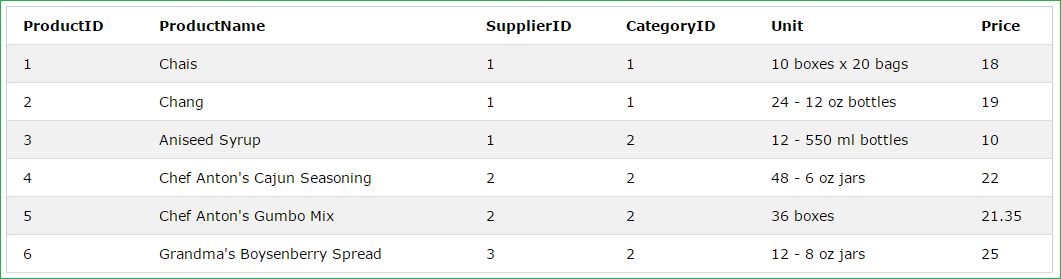 ProductID ProductName SupplierID CategoryID Unit Price
1 Chais 1 1 10 boxes x 20 bags 18
2 Chang 1 1 24 - 12 oz bottles 19
3 Aniseed Syrup 1 2 12 - 550 ml bottles 10
4 Chef Anton's Cajun Seasoning 2 2 48 - 6 oz jars 22
5 Chef Anton's Gumbo Mix 2 2 36 boxes 21.35
6 Grandma's Boysenberry Spread 3 2 12 - 8 oz jars 25